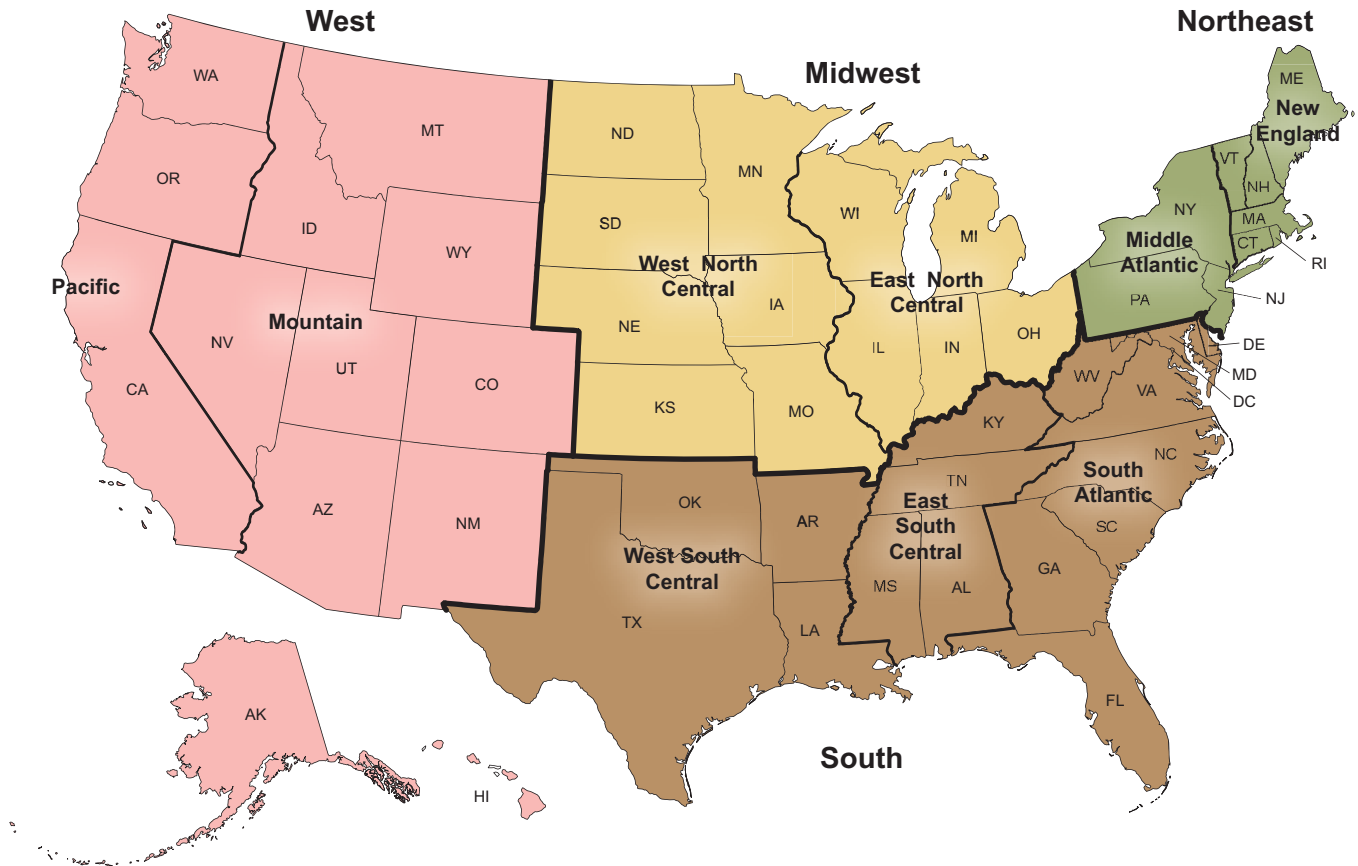 West
Northeast
Midwest
WA
MT
OR
ID
WY
Pacific
Mountain
NV
UT
CO
CA
AZ
NM
AK
HI
ND
MN
SD
West North
Central
IA
NE
KS
MO
WI
MI
East North
Central
IL
IN
OH
ME
New
England
VT
NH
NY
MA
CT
RI
Middle
Atlantic
PA
NJ
DE
MD
DC
WV
VA
KY
NC
TN
South
Atlantic
SC
East
South
Central
OK
AR
West South
Central
MS
AL
GA
TX
LA
FL
South